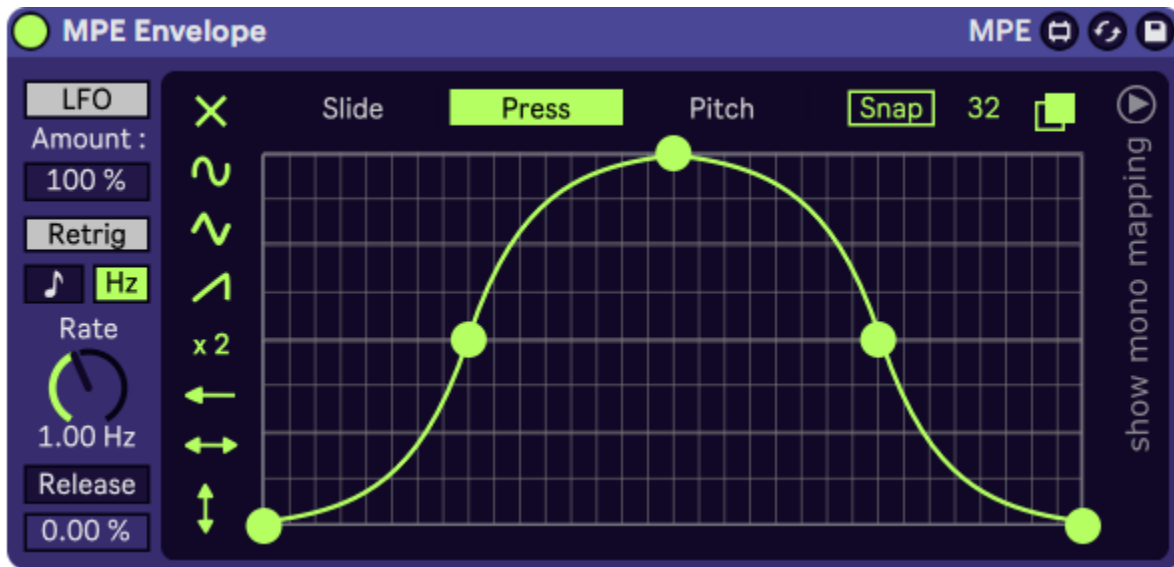 MPE Envelope MPE
LFO
Amount :
100 %
Retrig
Hz
Rate
1.00 Hz
Release
0.00 %
Slide Press Pitch Snap 32
x 2
show mono mapping